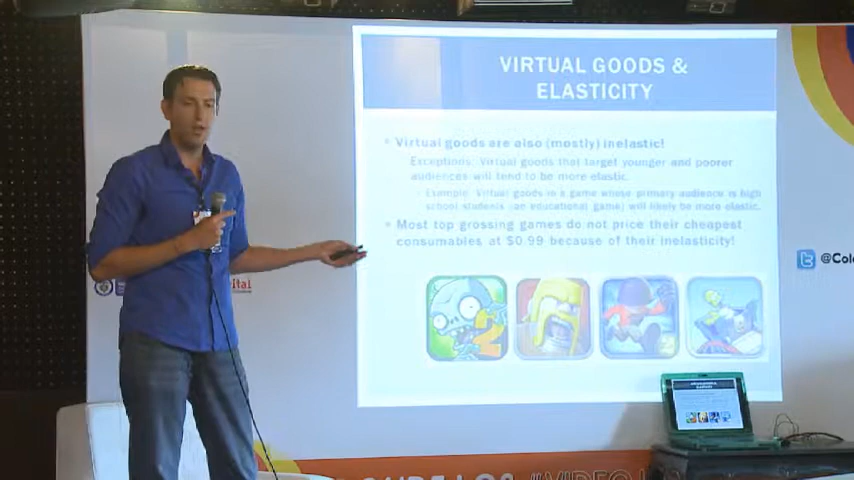 VIRTUAL GOODS &
ELASTICITY
• Virtual goods are also (mostly) inelastic!
Exceptions: Virtual goods that target younger and poorer
audiences will tend to be more elastic.
Example: Virtual goods in a game whose primary audience is high
school students (an educational game) will likely be more elastic.
• Most top grossing games do not price their cheapest
consumables at $0.99 because of their inelasticity!
2
@Colo
ital
#VIDEO